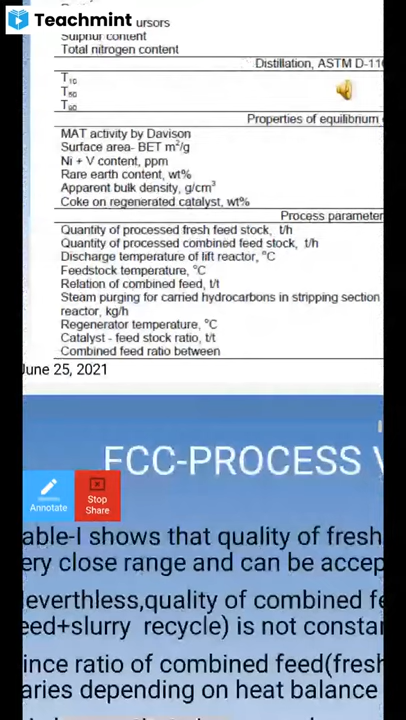 Teachmint
ursors
Sulphur content
Total nitrogen content
Distillation, ASTM D-116
T10
T50
T90
Properties of equilibrium
MAT activity by Davison
Surface area- BET m²/g
Ni + V content, ppm
Rare earth content, wt%
Apparent bulk density, g/cm³
Coke on regenerated catalyst, wt%
Process parameter
Quantity of processed fresh feed stock, t/h
Quantity of processed combined feed stock, t/h
Discharge temperature of lift reactor, °C
Feedstock temperature, °C
Relation of combined feed, t/t
Steam purging for carried hydrocarbons in stripping section
reactor, kg/h
Regenerator temperature, °C
Catalyst - feed stock ratio, t/t
Combined feed ratio between
June 25, 2021
FCC-PROCESS V
Annotate
Stop
Share
able-I shows that quality of fresh
ery close range and can be accep
Neverthless,quality of combined fe
eed+slurry recycle) is not constan
ince ratio of combined feed(fresh
aries depending on heat balance